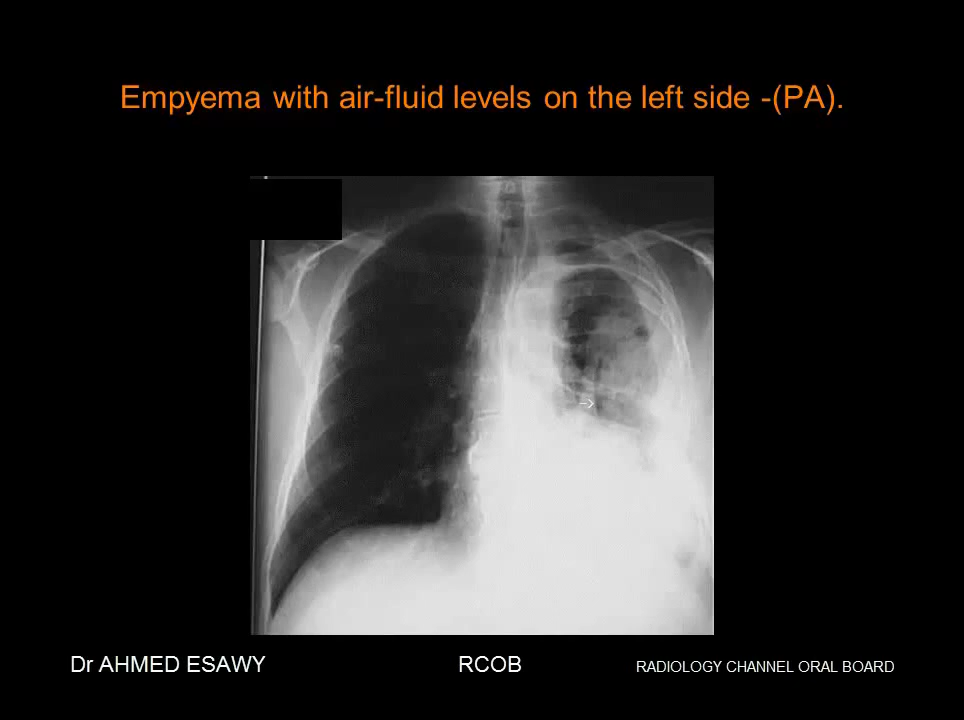 Empyema with air-fluid levels on the left side -(PA).
Dr AHMED ESAWY RCOB RADIOLOGY CHANNEL ORAL BOARD